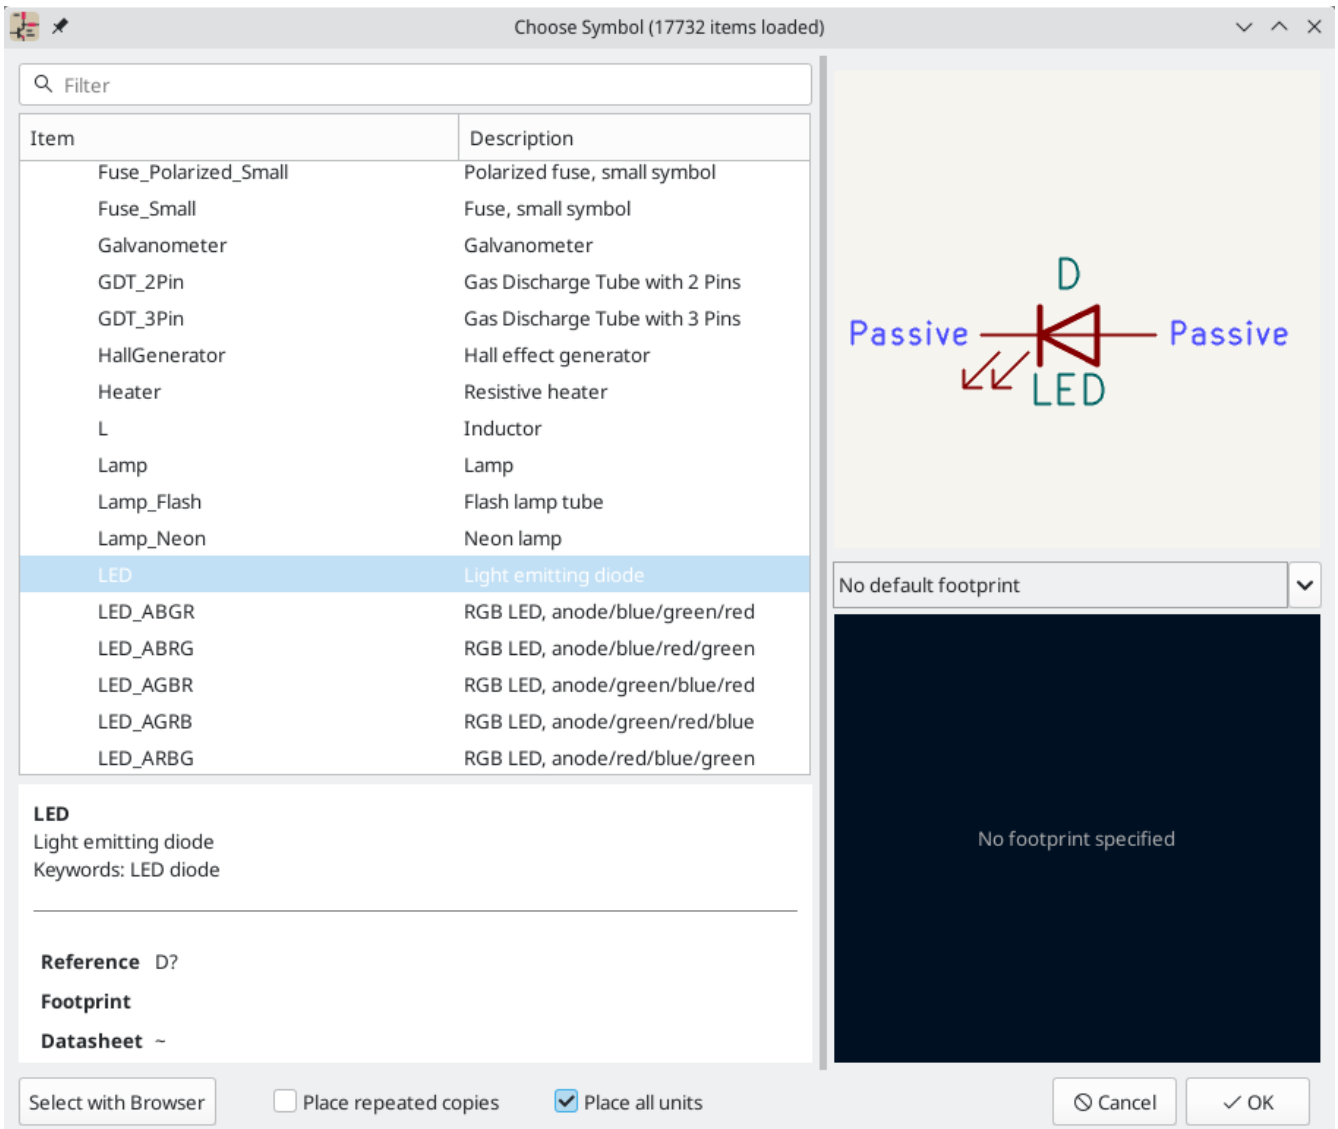 Choose Symbol (17732 items loaded)
Filter
Item Description
Fuse_Polarized_Small Polarized fuse, small symbol
Fuse_Small Fuse, small symbol
Galvanometer Galvanometer
GDT_2Pin Gas Discharge Tube with 2 Pins
GDT_3Pin Gas Discharge Tube with 3 Pins
HallGenerator Hall effect generator
Heater Resistive heater
L Inductor
Lamp Lamp
Lamp_Flash Flash lamp tube
Lamp_Neon Neon lamp
LED Light emitting diode
LED_ABGR RGB LED, anode/blue/green/red
LED_ABRG RGB LED, anode/blue/red/green
LED_AGBR RGB LED, anode/green/blue/red
LED_AGRB RGB LED, anode/green/red/blue
LED_ARBG RGB LED, anode/red/blue/green
LED
Light emitting diode
Keywords: LED diode
Reference D?
Footprint
Datasheet ~
D
Passive Passive
LED
No default footprint
No footprint specified
Select with Browser Place repeated copies Place all units Cancel OK